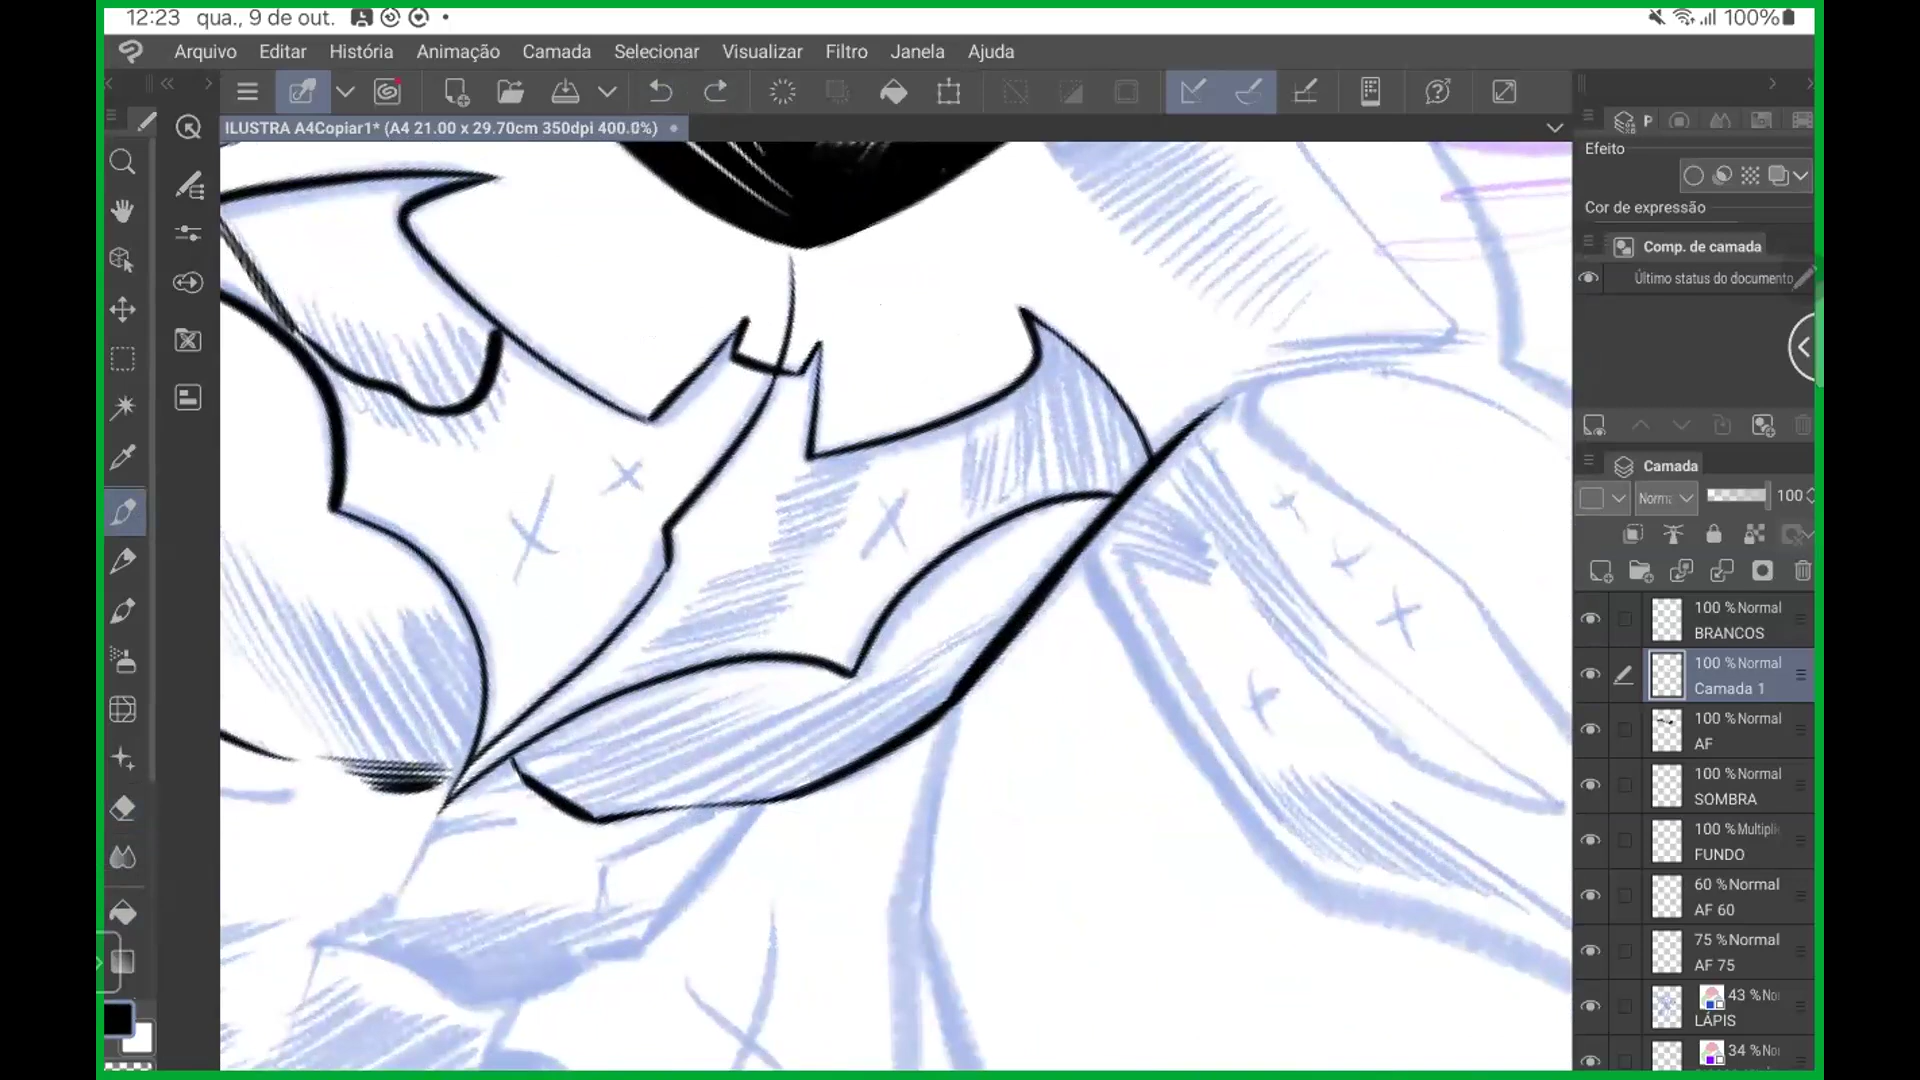 12:23 qua., 9 de out.
100%
Arquivo Editar História Animação Camada Selecionar Visualizar Filtro Janela Ajuda
ILUSTRA A4Copiar1* (A4 21.00 x 29.70cm 350dpi 400.0%)
P
Efeito
Cor de expressão
Comp. de camada
Último status do documento
Camada
Norm 100
100 % Normal
BRANCOS
100 % Normal
Camada 1
100 % Normal
AF
100 % Normal
SOMBRA
100 % Multipli
FUNDO
60 % Normal
AF 60
75 % Normal
AF 75
43 % No
LÁPIS
34 % No